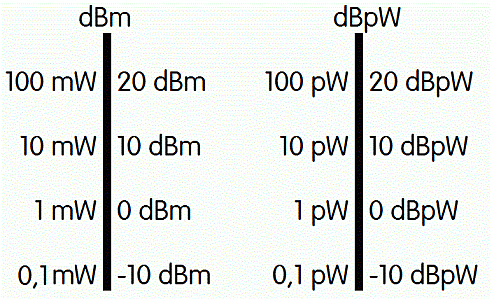 dBm dBpW
100 mW 20 dBm 100 pW 20 dBpW
10 mW 10 dBm 10 pW 10 dBpW
1 mW 0 dBm 1 pW 0 dBpW
0,1mW -10 dBm 0,1 pW -10 dBpW